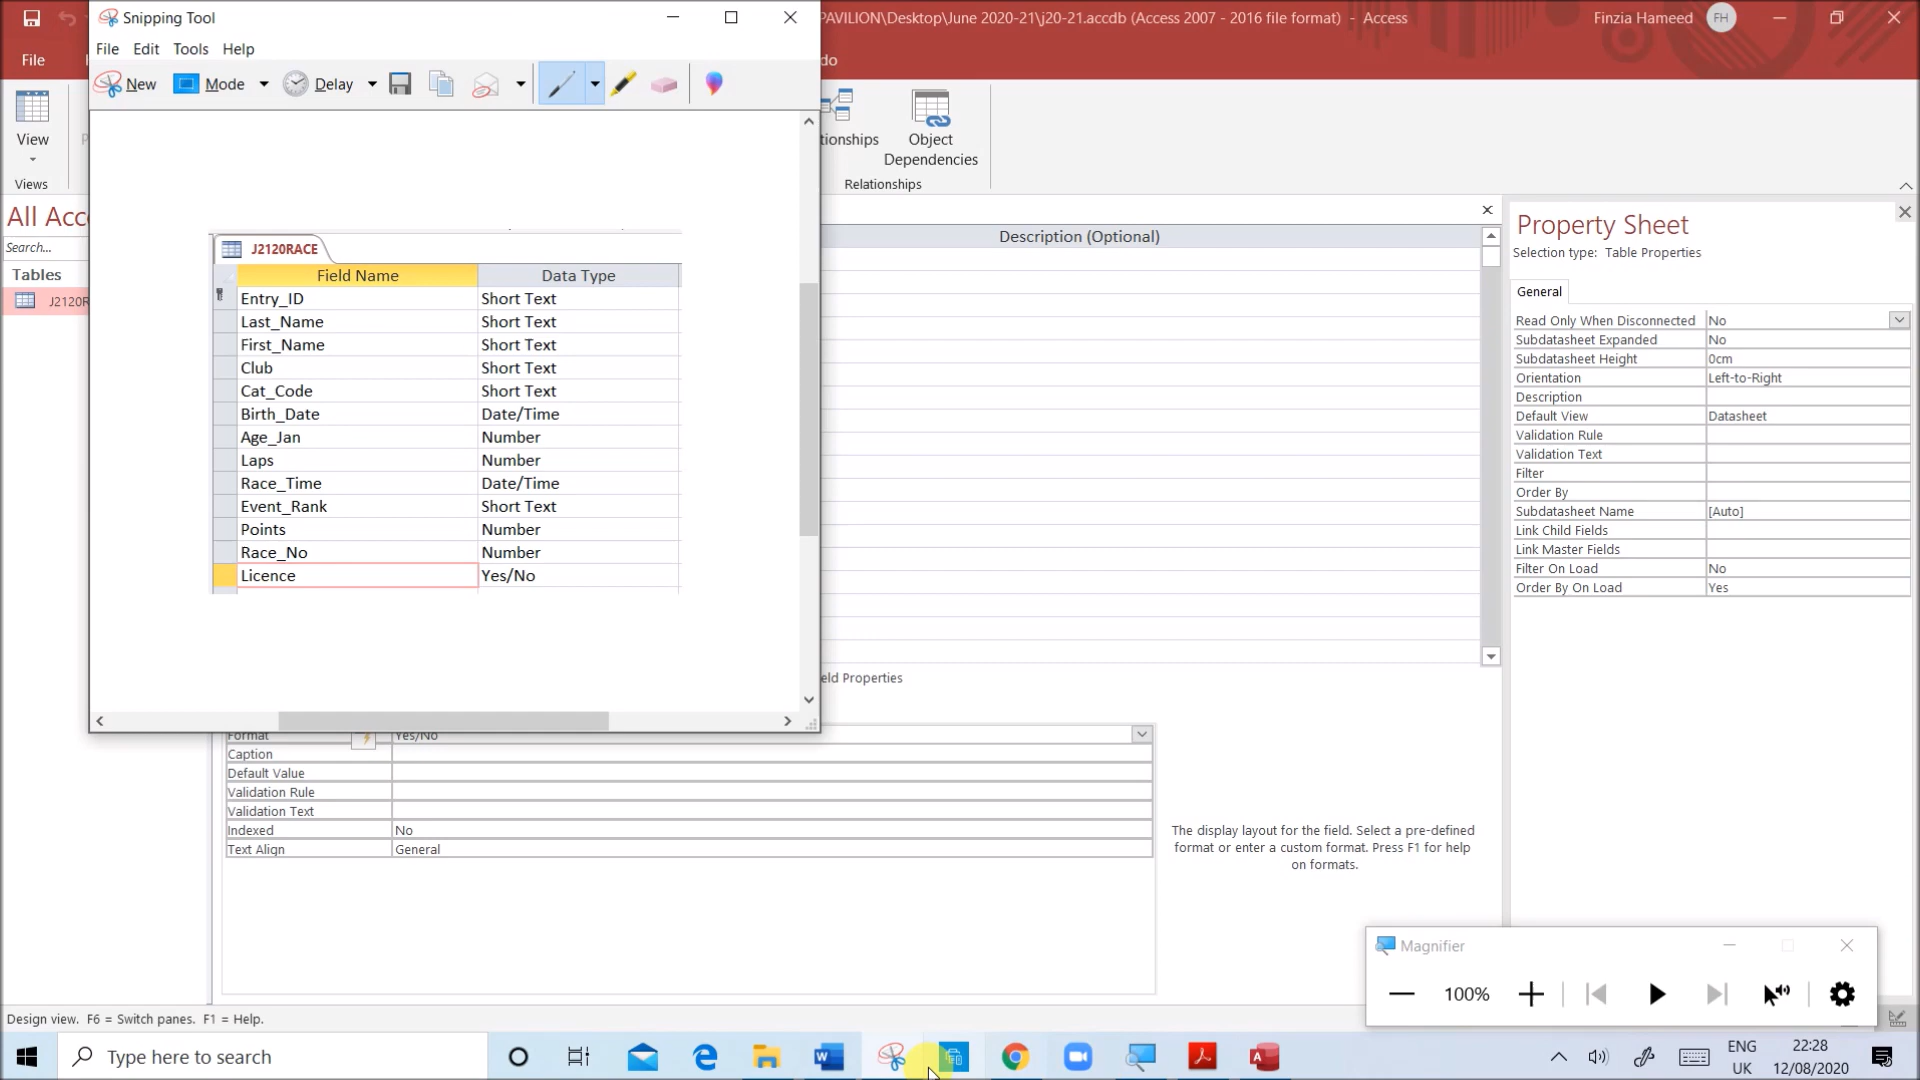 Snipping Tool
PAVILION\Desktop\June 2020-21\j20-21.accdb (Access 2007 - 2016 file format) - Access
Finzia Hameed
FH
File
File Edit Tools Help
do
New
Mode
Delay
View
Views
tionships
Object
Dependencies
Relationships
All Acc
Search...
Tables
J2120R
J2120RACE
Field Name Data Type
Entry_ID Short Text
Last_Name Short Text
First_Name Short Text
Club Short Text
Cat_Code Short Text
Birth_Date Date/Time
Age_Jan Number
Laps Number
Race_Time Date/Time
Event_Rank Short Text
Points Number
Race_No Number
Licence Yes/No
Description (Optional)
eld Properties
Format Yes/No
Caption
Default Value
Validation Rule
Validation Text
Indexed No
Text Align General
The display layout for the field. Select a pre-defined
format or enter a custom format. Press F1 for help
on formats.
Property Sheet
Selection type: Table Properties
General
Read Only When Disconnected No
Subdatasheet Expanded No
Subdatasheet Height 0cm
Orientation Left-to-Right
Description
Default View Datasheet
Validation Rule
Validation Text
Filter
Order By
Subdatasheet Name [Auto]
Link Child Fields
Link Master Fields
Filter On Load No
Order By On Load Yes
Magnifier
100%
Design view. F6 = Switch panes. F1 = Help.
Type here to search
ENG
UK
22:28
12/08/2020